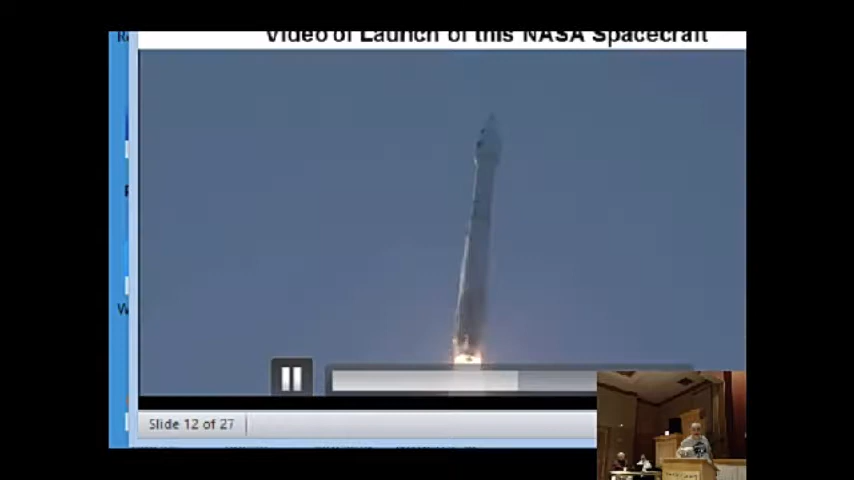 Video of Launch of this NASA Spacecraft
Slide 12 of 27